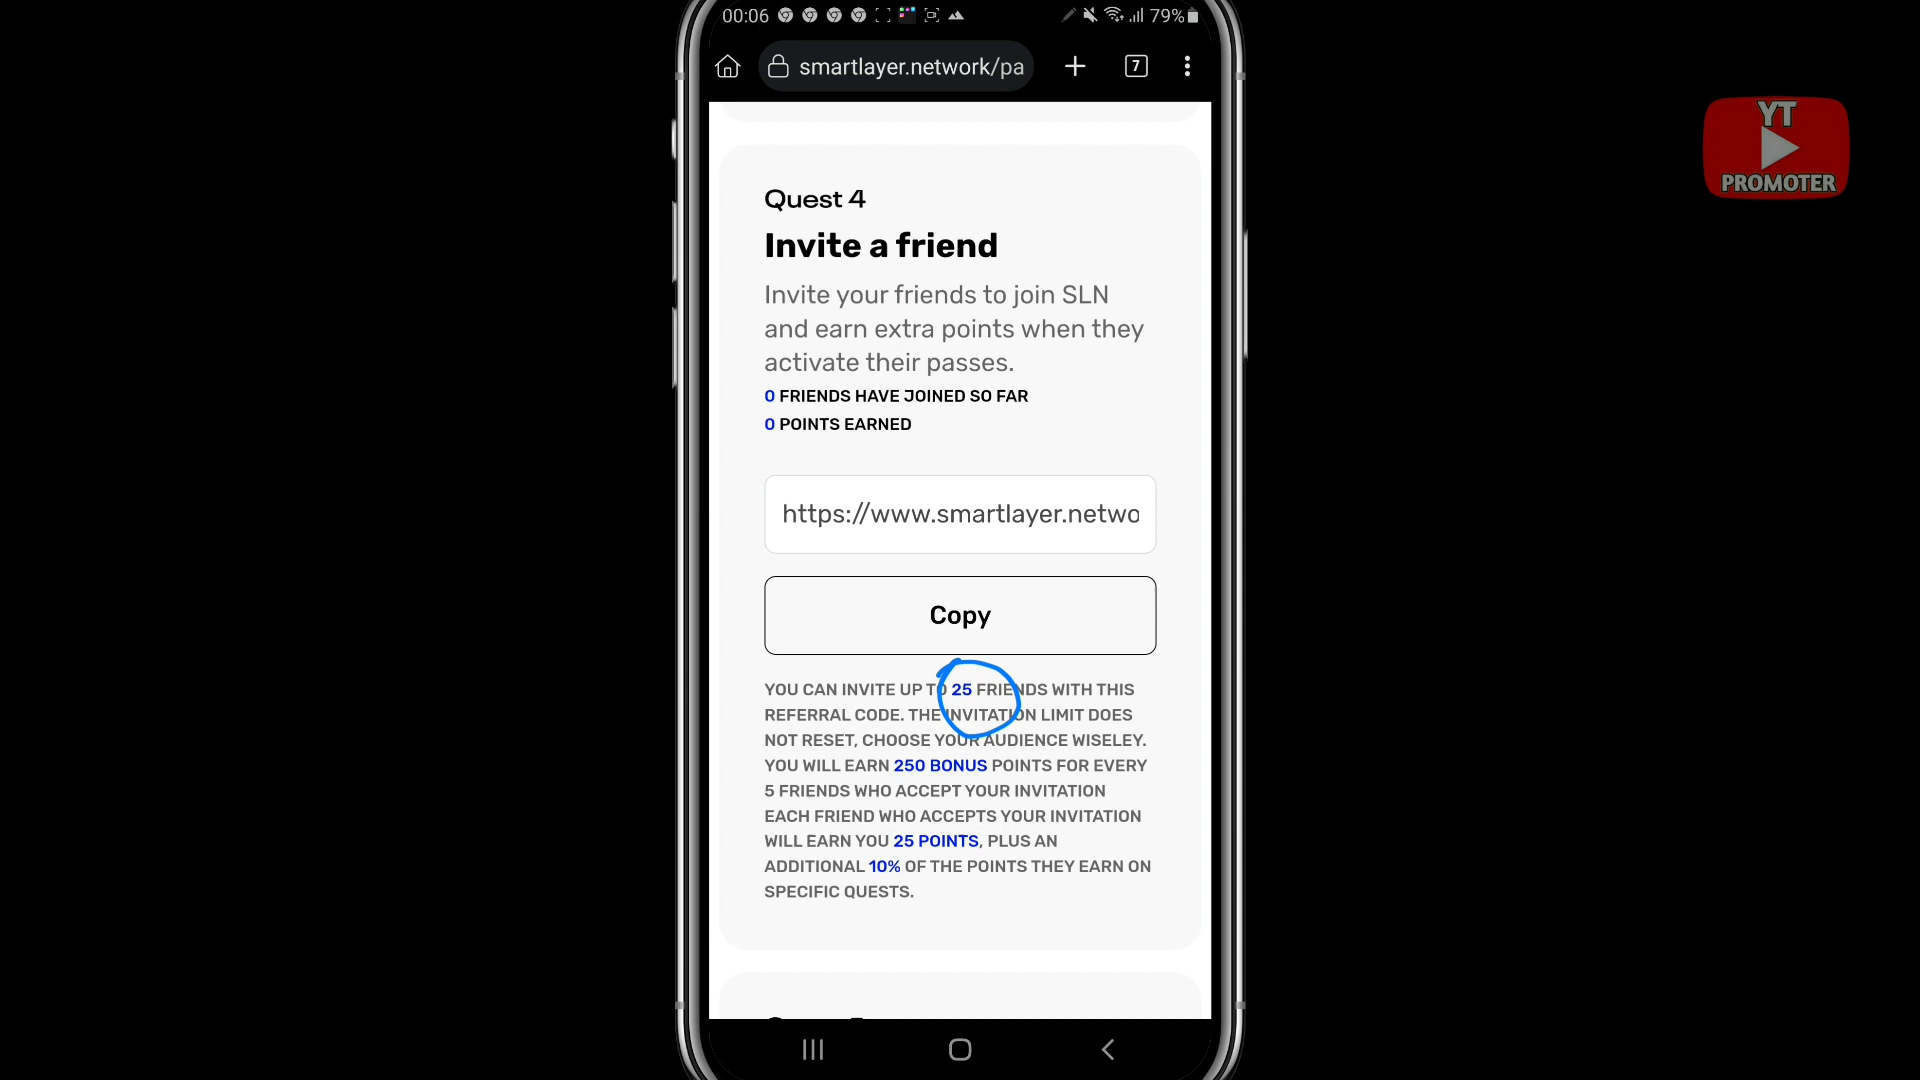 00:06
79%
smartlayer.network/pa
7
YT
PROMOTER
Quest 4
Invite a friend
Invite your friends to join SLN
and earn extra points when they
activate their passes.
0 FRIENDS HAVE JOINED SO FAR
0 POINTS EARNED
https://www.smartlayer.netwo
Copy
YOU CAN INVITE UP TO 25 FRIENDS WITH THIS
REFERRAL CODE. THE INVITATION LIMIT DOES
NOT RESET, CHOOSE YOUR AUDIENCE WISELEY.
YOU WILL EARN 250 BONUS POINTS FOR EVERY
5 FRIENDS WHO ACCEPT YOUR INVITATION
EACH FRIEND WHO ACCEPTS YOUR INVITATION
WILL EARN YOU 25 POINTS, PLUS AN
ADDITIONAL 10% OF THE POINTS THEY EARN ON
SPECIFIC QUESTS.